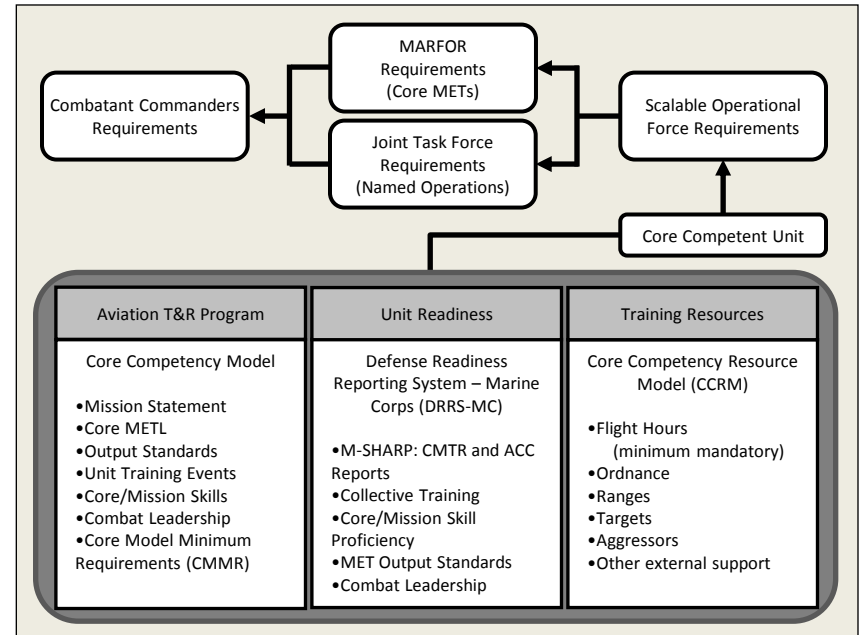 MARFOR
Requirements
(Core METs)
Combatant Commanders
Requirements
Scalable Operational
Force Requirements
Joint Task Force
Requirements
(Named Operations)
Core Competent Unit
Aviation T&R Program
Core Competency Model
•Mission Statement
•Core METL
•Output Standards
•Unit Training Events
•Core/Mission Skills
•Combat Leadership
•Core Model Minimum
Requirements (CMMR)
Unit Readiness
Defense Readiness
Reporting System – Marine
Corps (DRRS-MC)
•M-SHARP: CMTR and ACC
Reports
•Collective Training
•Core/Mission Skill
Proficiency
•MET Output Standards
•Combat Leadership
Training Resources
Core Competency Resource
Model (CCRM)
•Flight Hours
(minimum mandatory)
•Ordnance
•Ranges
•Targets
•Aggressors
•Other external support